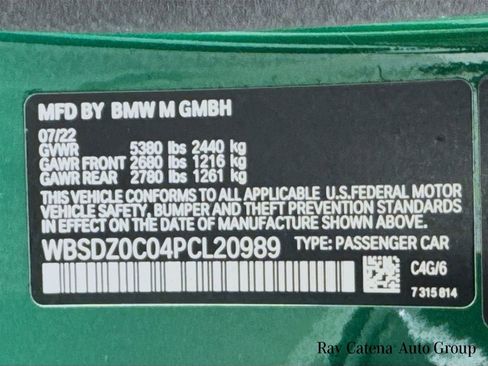 MFD BY BMW M GMBH
07/22
GVWR 5380 lbs 2440 kg
GAWR FRONT 2680 lbs 1216 kg
GAWR REAR 2780 lbs 1261 kg
THIS VEHICLE CONFORMS TO ALL APPLICABLE U.S.FEDERAL MOTOR
VEHICLE SAFETY, BUMPER AND THEFT PREVENTION STANDARDS
IN EFFECT ON THE DATE OF MANUFACTURE SHOWN ABOVE.
WBSDZ0C04PCL20989 TYPE: PASSENGER CAR
C4G/6
7 315 814
Ray Catena Auto Group